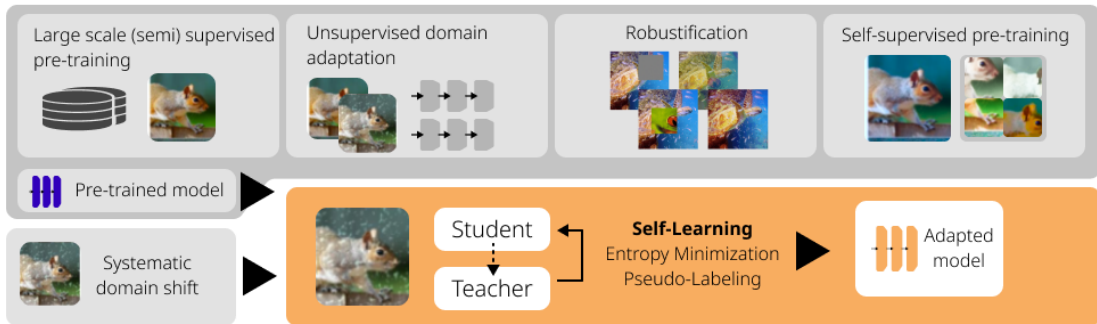 Large scale (semi) supervised
pre-training
Unsupervised domain
adaptation
Robustification
Self-supervised pre-training
Pre-trained model
Systematic
domain shift
Student
Teacher
Self-Learning
Entropy Minimization
Pseudo-Labeling
Adapted
model